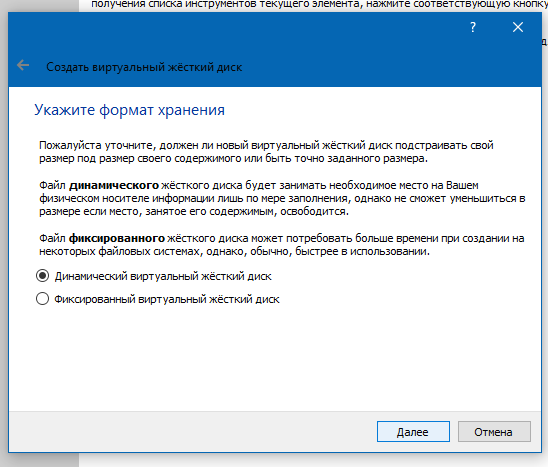 получения списка инструментов текущего элемента, нажмите соответствующую кнопку
?
Создать виртуальный жёсткий диск
Укажите формат хранения
Пожалуйста уточните, должен ли новый виртуальный жёсткий диск подстраивать свой
размер под размер своего содержимого или быть точно заданного размера.
Файл динамического жёсткого диска будет занимать необходимое место на Вашем
физическом носителе информации лишь по мере заполнения, однако не сможет уменьшиться в
размере если место, занятое его содержимым, освободится.
Файл фиксированного жёсткого диска может потребовать больше времени при создании на
некоторых файловых системах, однако, обычно, быстрее в использовании.
Динамический виртуальный жёсткий диск
Фиксированный виртуальный жёсткий диск
Далее
Отмена